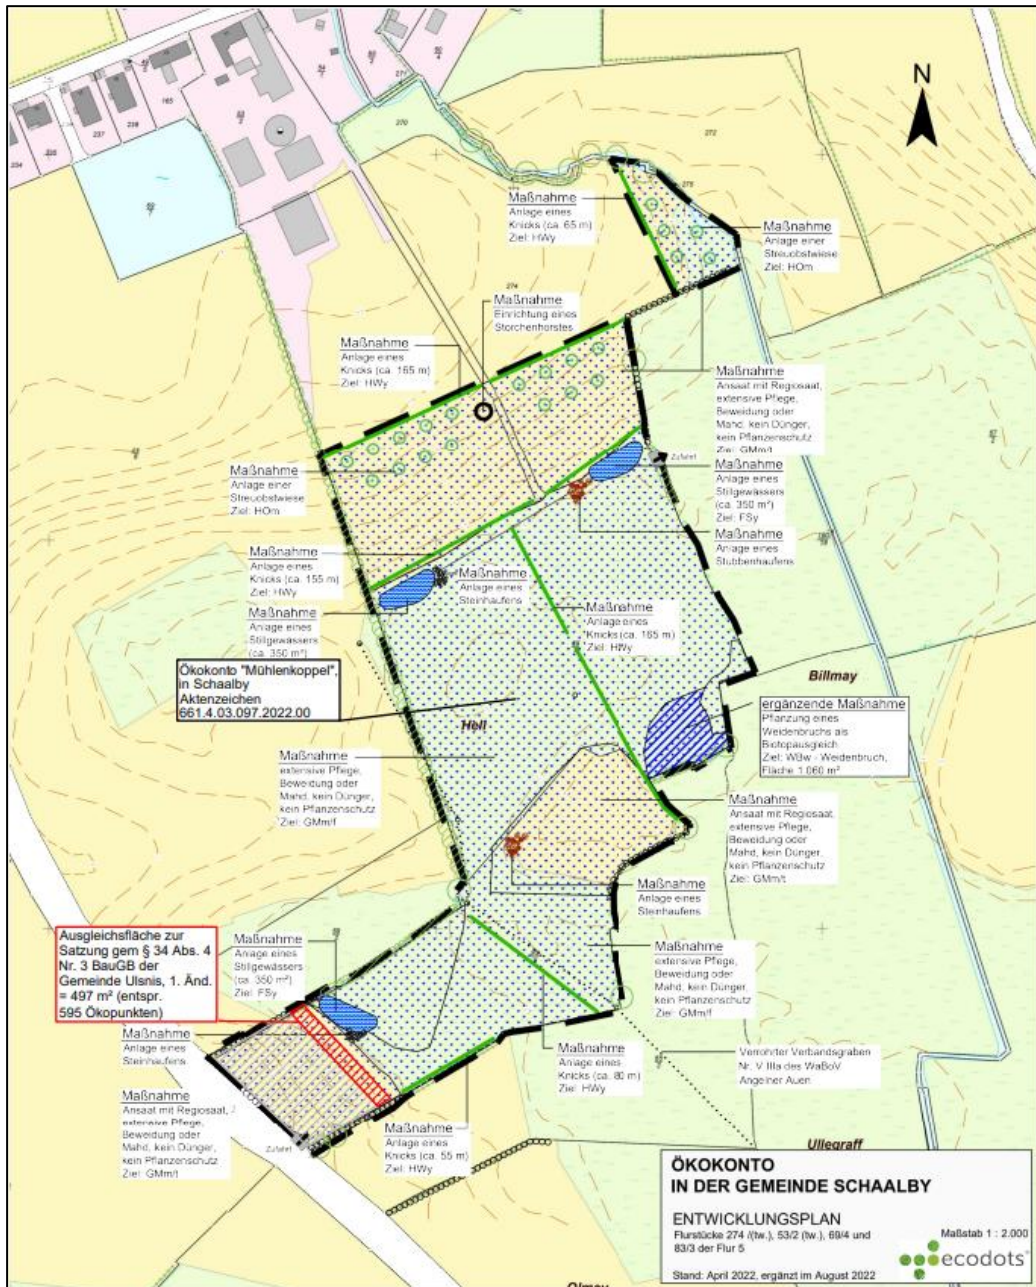 N
Maßnahme
Anlage eines
Knicks (ca. 65 m)
Ziel: HWy
Maßnahme
Anlage einer
Streuobstwiese
Ziel: HOm
Maßnahme
Einrichtung eines
Storchenhorstes
Maßnahme
Anlage eines
Knicks (ca. 165 m)
Ziel: HWy
Maßnahme
Ansaat mit Regiosaat,
extensive Pflege,
Beweidung oder
Mahd, kein Dünger,
kein Pflanzenschutz
Ziel: GMm/t
Maßnahme
Anlage einer
Streuobstwiese
Ziel: HOm
Zufahrt
Maßnahme
Anlage eines
Stillgewässers
(ca. 350 m²)
Ziel: FSy
Maßnahme
Anlage eines
Stubbenhaufens
Maßnahme
Anlage eines
Knicks (ca. 155 m)
Ziel: HWy
Maßnahme
Anlage eines
Steinhaufens
Maßnahme
Anlage eines
Stillgewässers
(ca. 350 m²)
Maßnahme
Anlage eines
Knicks (ca. 165 m)
Ziel: HWy
Ökokonto "Mühlenkoppel",
in Schaalby
Aktenzeichen
661.4.03.097.2022.00
Billmay
Hell
ergänzende Maßnahme
Pflanzung eines
Weidenbruchs als
Biotopausgleich
Ziel: WBw - Weidenbruch,
Fläche 1.060 m²
Maßnahme
extensive Pflege,
Beweidung oder
Mahd, kein Dünger,
kein Pflanzenschutz
Ziel: GMm/f
Maßnahme
Ansaat mit Regiosaat,
extensive Pflege,
Beweidung oder
Mahd, kein Dünger,
kein Pflanzenschutz
Ziel: GMm/t
Maßnahme
Anlage eines
Steinhaufens
Ausgleichsfläche zur
Satzung gem § 34 Abs. 4
Nr. 3 BauGB der
Gemeinde Ulsnis, 1. Änd.
= 497 m² (entspr.
595 Ökopunkten)
Maßnahme
Anlage eines
Stillgewässers
(ca. 350 m²)
Ziel: FSy
Maßnahme
extensive Pflege,
Beweidung oder
Mahd, kein Dünger,
kein Pflanzenschutz
Ziel: GMm/f
Maßnahme
Anlage eines
Steinhaufens
Maßnahme
Anlage eines
Knicks (ca. 80 m)
Ziel: HWy
Verrohrter Verbandsgraben
Nr. V IIIa des WaBoV
Angelner Auen
Maßnahme
Ansaat mit Regiosaat,
extensive Pflege,
Beweidung oder
Mahd, kein Dünger,
kein Pflanzenschutz
Ziel: GMm/t
Zufahrt
Maßnahme
Anlage eines
Knicks (ca. 55 m)
Ziel: HWy
Ullegraff
ÖKOKONTO
IN DER GEMEINDE SCHAALBY
ENTWICKLUNGSPLAN
Flurstücke 274 /(tw.), 53/2 (tw.), 69/4 und
83/3 der Flur 5
Maßstab 1 : 2.000
ecodots
Stand: April 2022, ergänzt im August 2022